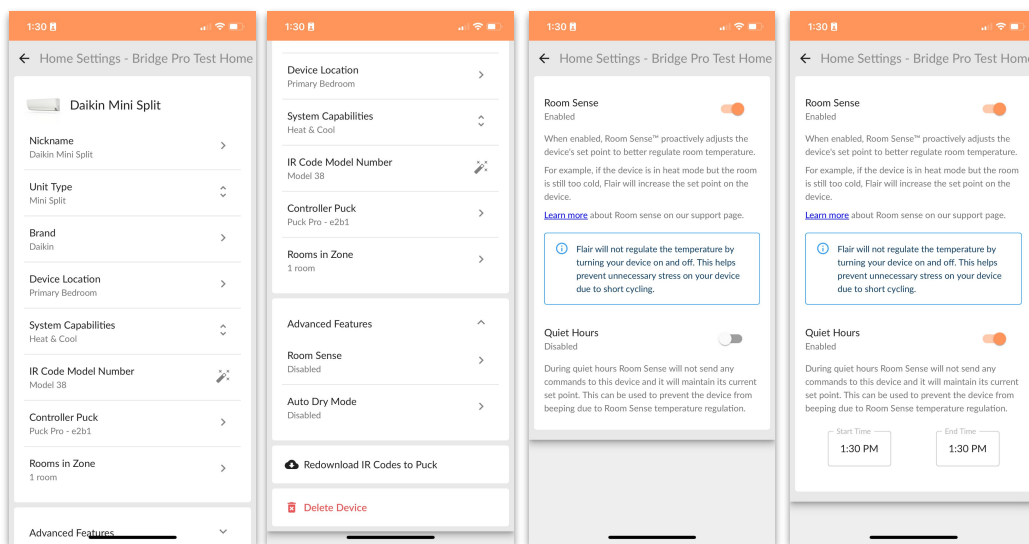 1:30
Home Settings - Bridge Pro Test Home
Daikin Mini Split
Nickname
Daikin Mini Split
Unit Type
Mini Split
Brand
Daikin
Device Location
Primary Bedroom
System Capabilities
Heat & Cool
IR Code Model Number
Model 38
Controller Puck
Puck Pro - e2b1
Rooms in Zone
1 room
Advanced Features
1:30
Device Location
Primary Bedroom
System Capabilities
Heat & Cool
IR Code Model Number
Model 38
Controller Puck
Puck Pro - e2b1
Rooms in Zone
1 room
Advanced Features
Room Sense
Disabled
Auto Dry Mode
Disabled
Redownload IR Codes to Puck
Delete Device
1:30
Home Settings - Bridge Pro Test Home
Room Sense
Enabled
When enabled, Room Sense™ proactively adjusts the
device's set point to better regulate room temperature.
For example, if the device is in heat mode but the room
is still too cold, Flair will increase the set point on the
device.
Learn more about Room sense on our support page.
Flair will not regulate the temperature by
turning your device on and off. This helps
prevent unnecessary stress on your device
due to short cycling.
Quiet Hours
Disabled
During quiet hours Room Sense will not send any
commands to this device and it will maintain its current
set point. This can be used to prevent the device from
beeping due to Room Sense temperature regulation.
1:30
Home Settings - Bridge Pro Test Home
Room Sense
Enabled
When enabled, Room Sense™ proactively adjusts the
device's set point to better regulate room temperature.
For example, if the device is in heat mode but the room
is still too cold, Flair will increase the set point on the
device.
Learn more about Room sense on our support page.
Flair will not regulate the temperature by
turning your device on and off. This helps
prevent unnecessary stress on your device
due to short cycling.
Quiet Hours
Enabled
During quiet hours Room Sense will not send any
commands to this device and it will maintain its current
set point. This can be used to prevent the device from
beeping due to Room Sense temperature regulation.
Start Time End Time
1:30 PM 1:30 PM